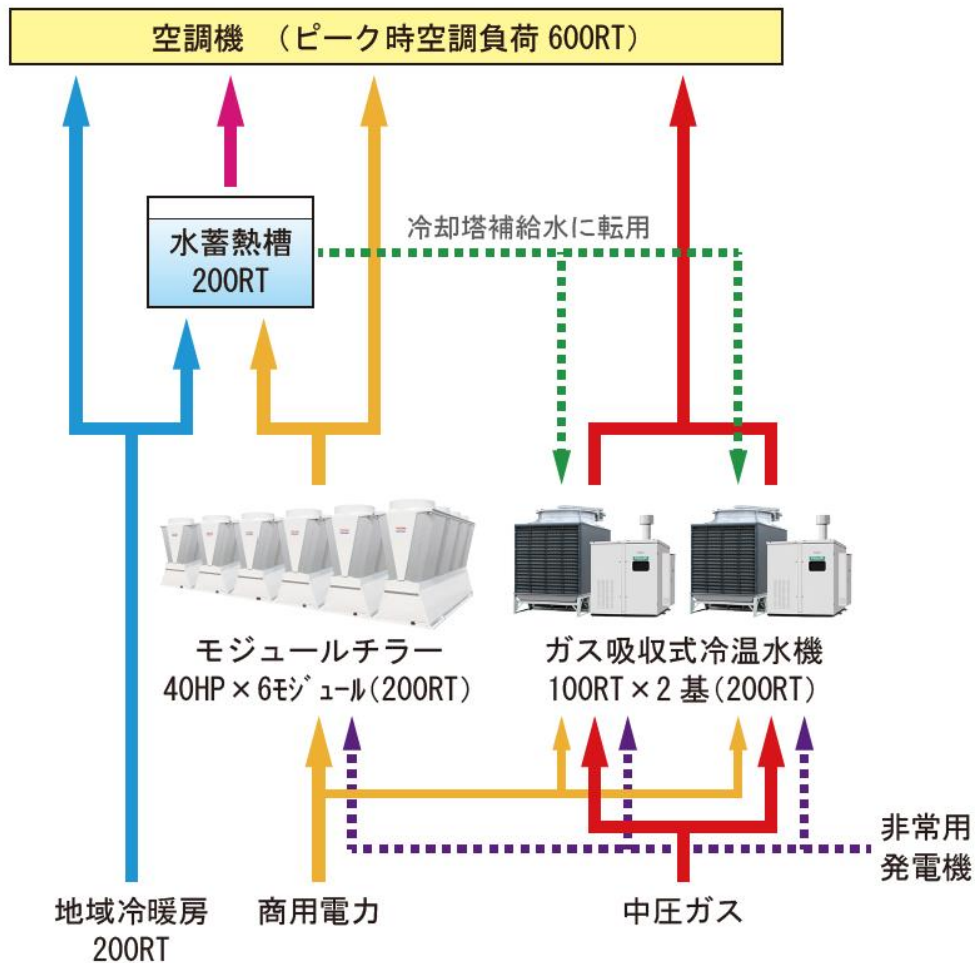 空調機 （ピーク時空調負荷 600RT）
水蓄熱槽
200RT
冷却塔補給水に転用
モジュールチラー
40HP×6ﾓｼﾞｭｰﾙ(200RT)
ガス吸収式冷温水機
100RT×2 基(200RT)
非常用
発電機
地域冷暖房
200RT
商用電力
中圧ガス